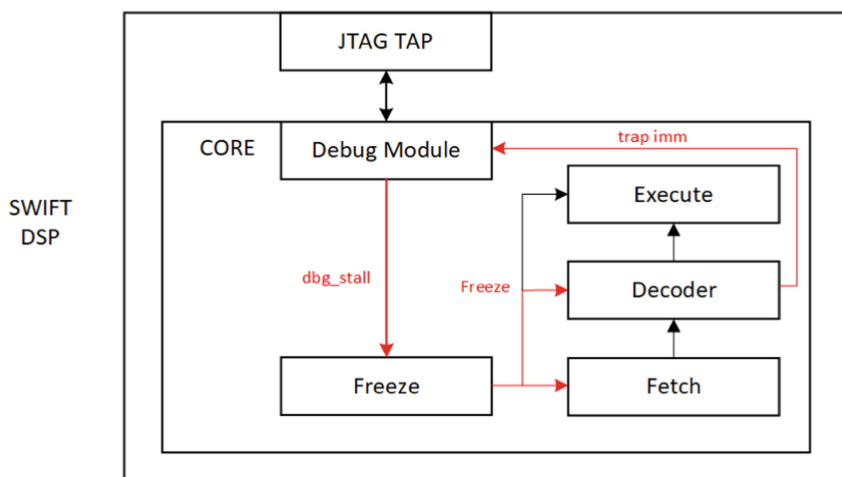 JTAG TAP
CORE
Debug Module
trap imm
Execute
SWIFT
DSP
dbg_stall
Freeze
Decoder
Freeze
Fetch